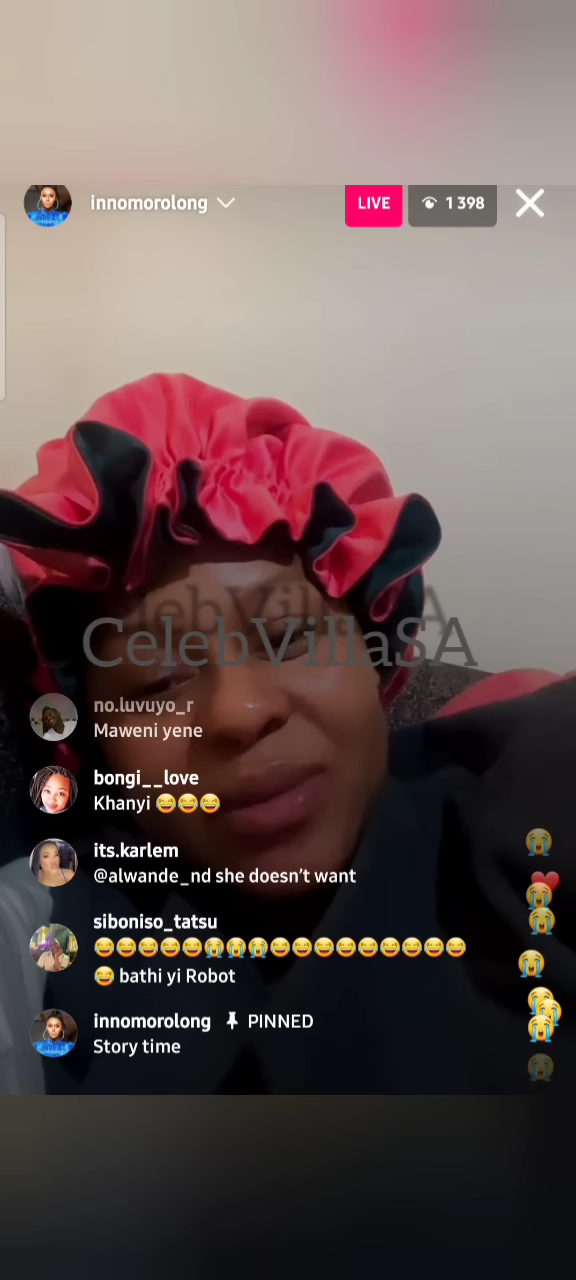 innomorolong
LIVE
1 398
CelebVillaSA
CelebVillaSA
no.luvuyo_r
Maweni yene
bongi__love
Khanyi 😂😂😂
its.karlem
@alwande_nd she doesn't want
siboniso_tatsu
😂😂😂😂😂😭😭😭😂😂😂😂😂😂😂😂😂
😂 bathi yi Robot
innomorolong PINNED
Story time